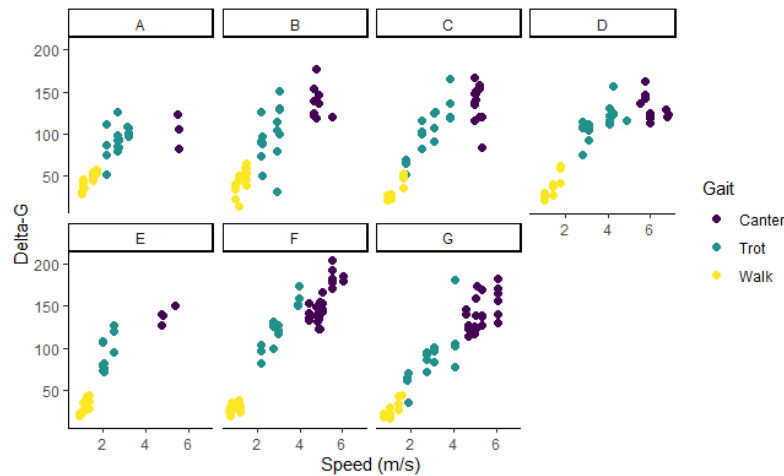 A B C D
200
150
100
50
2 4 6
Delta-G
Gait
Canter
Trot
Walk
E F G
200
150
100
50
2 4 6 2 4 6 2 4 6
Speed (m/s)